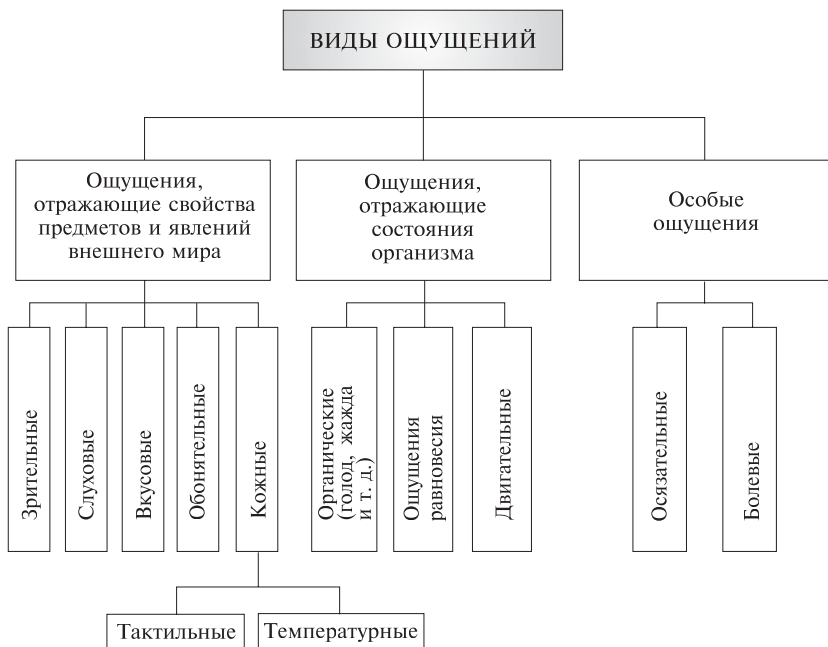 ВИДЫ ОЩУЩЕНИЙ
Ощущения,
отражающие свойства
предметов и явлений
внешнего мира
Ощущения,
отражающие
состояния
организма
Особые
ощущения
Зрительные
Слуховые
Вкусовые
Обонятельные
Кожные
Органические
(голод, жажда
и т. д.)
Ощущения
равновесия
Двигательные
Осязательные
Болевые
Тактильные
Температурные